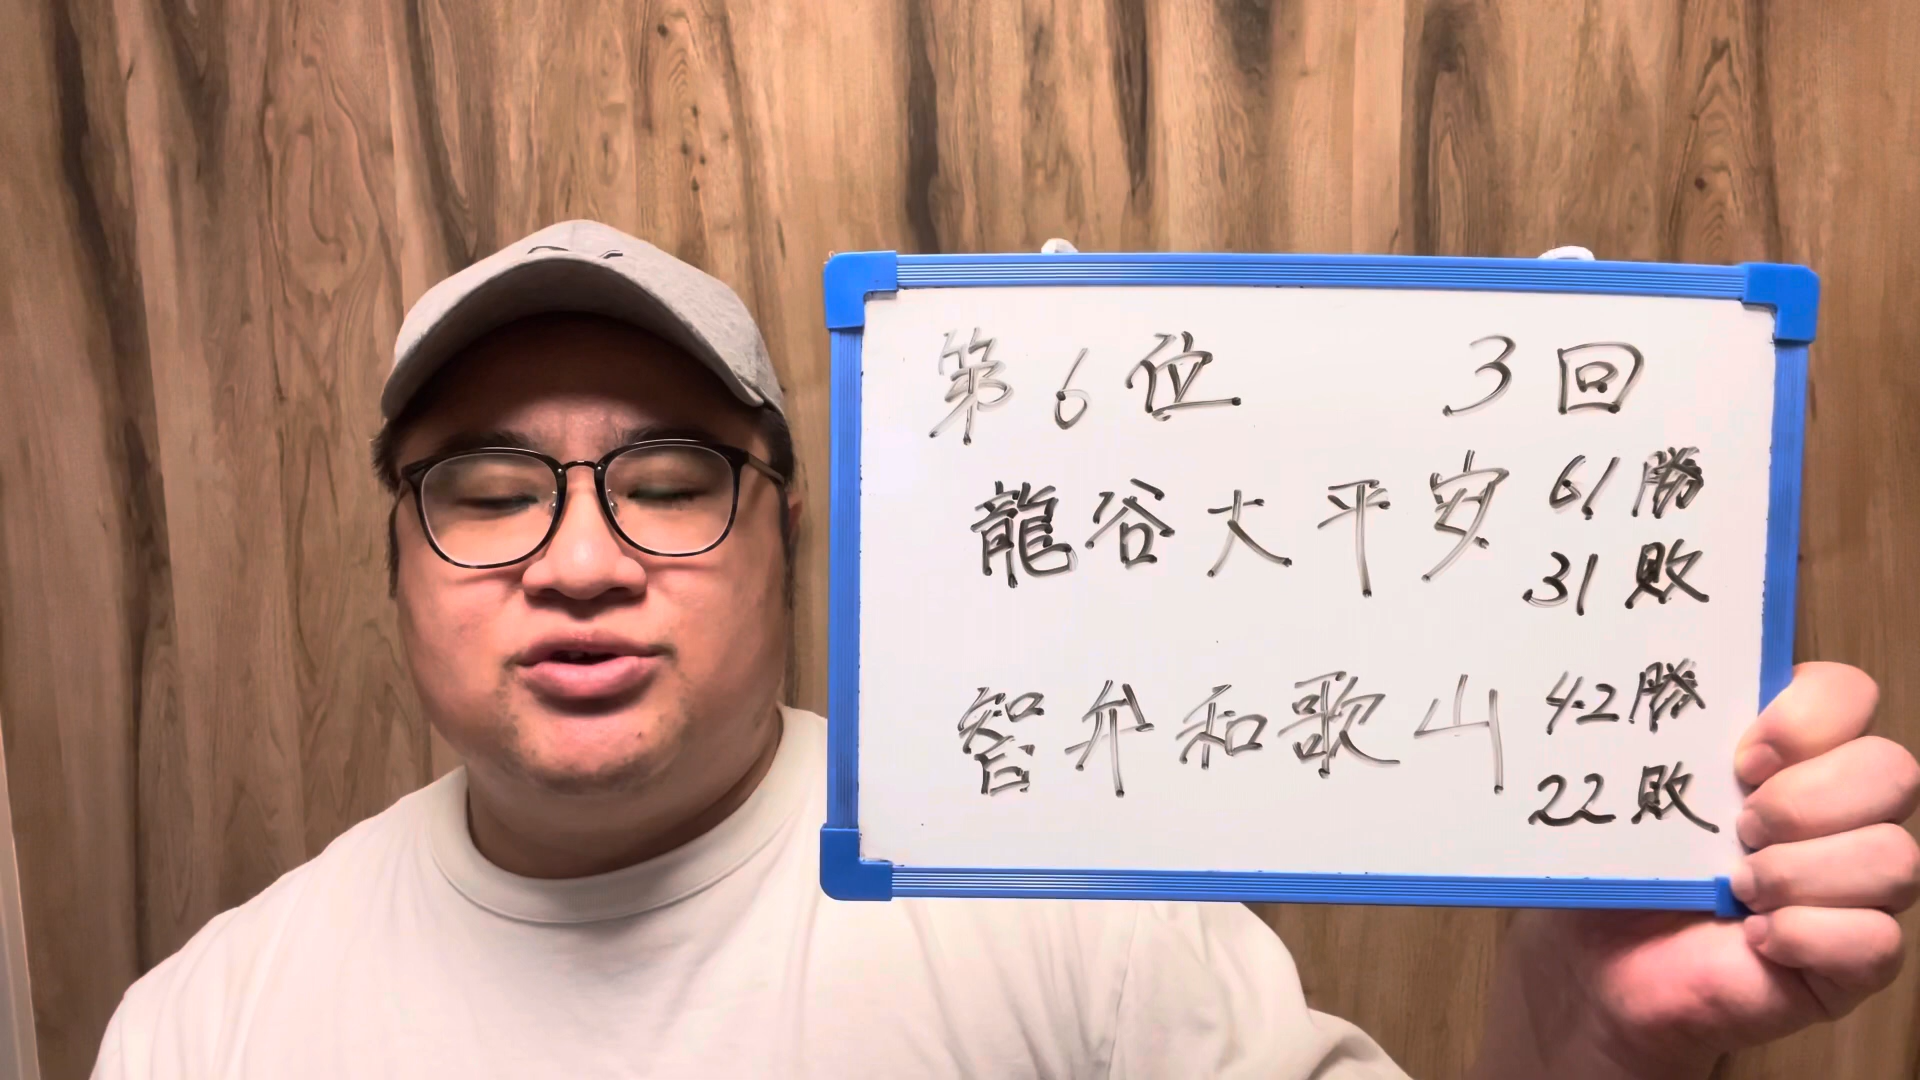 第6位 3回
龍谷大平安 61勝
31敗
智弁和歌山 42勝
22敗